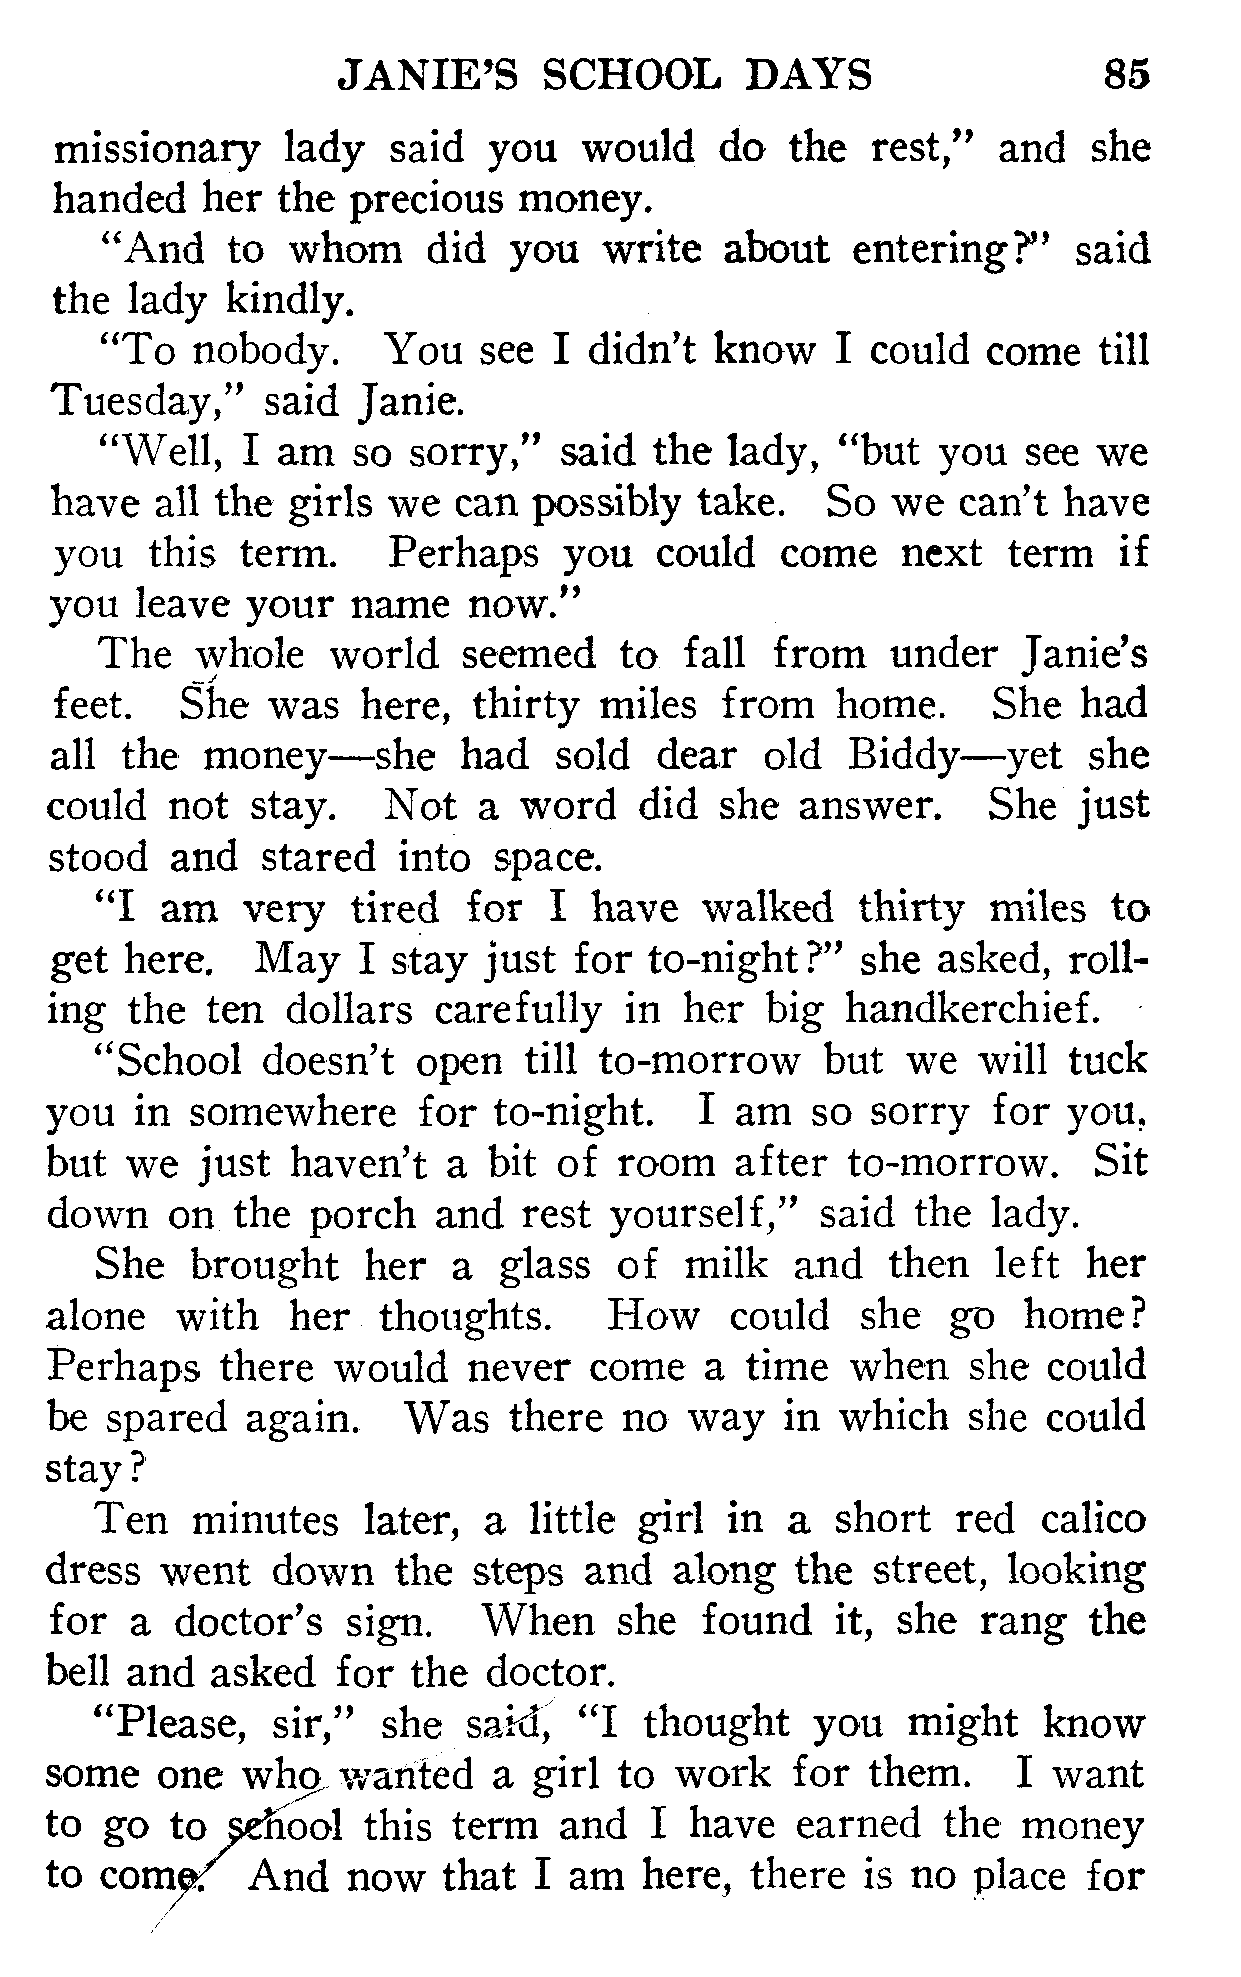 JANIE'S SCHOOL DAYS 85
missionary lady said you would do the rest," and she
handed her the precious money.
"And to whom did you write about entering?" said
the lady kindly.
"To nobody. You see I didn't know I could come till
Tuesday," said Janie.
"Well, I am so sorry," said the lady, "but you see we
have all the girls we can possibly take. So we can't have
you this term. Perhaps you could come next term if
you leave your name now."
The whole world seemed to fall from under Janie's
feet. She was here, thirty miles from home. She had
all the money—she had sold dear old Biddy—yet she
could not stay. Not a word did she answer. She just
stood and stared into space.
"I am very tired for I have walked thirty miles to
get here. May I stay just for to-night?" she asked, roll-
ing the ten dollars carefully in her big handkerchief.
"School doesn't open till to-morrow but we will tuck
you in somewhere for to-night. I am so sorry for you,
but we just haven't a bit of room after to-morrow. Sit
down on the porch and rest yourself," said the lady.
She brought her a glass of milk and then left her
alone with her thoughts. How could she go home?
Perhaps there would never come a time when she could
be spared again. Was there no way in which she could
stay?
Ten minutes later, a little girl in a short red calico
dress went down the steps and along the street, looking
for a doctor's sign. When she found it, she rang the
bell and asked for the doctor.
"Please, sir," she said, "I thought you might know
some one who wanted a girl to work for them. I want
to go to school this term and I have earned the money
to come. And now that I am here, there is no place for